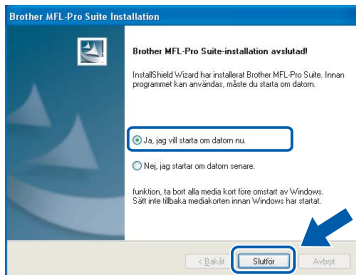 Brother MFL-Pro Suite Installation
Brother MFL-Pro Suite-installation avslutad!
InstallShield Wizard har installerat Brother MFL-Pro Suite. Innan
programmet kan användas, måste du starta om datorn.
Ja, jag vill starta om datorn nu.
Nej, jag startar om datorn senare.
funktion, ta bort alla media kort före omstart av Windows.
Sätt inte tillbaka mediakorten innan Windows har startat.
< Bakåt
Slutför
Avbryt